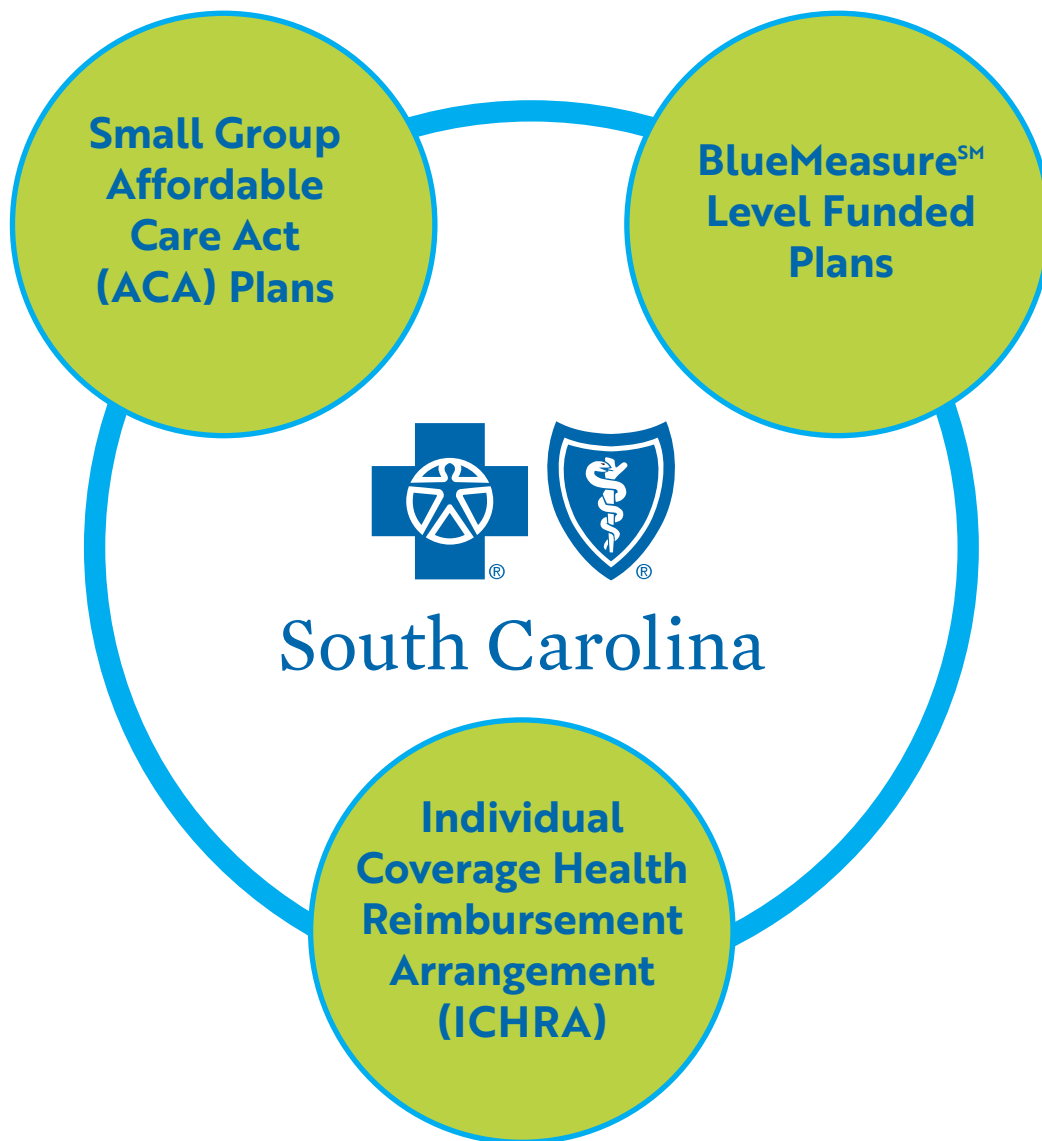 Small Group
Affordable
Care Act
(ACA) Plans
BlueMeasure℠
Level Funded
Plans
® ®
South Carolina
Individual
Coverage Health
Reimbursement
Arrangement
(ICHRA)